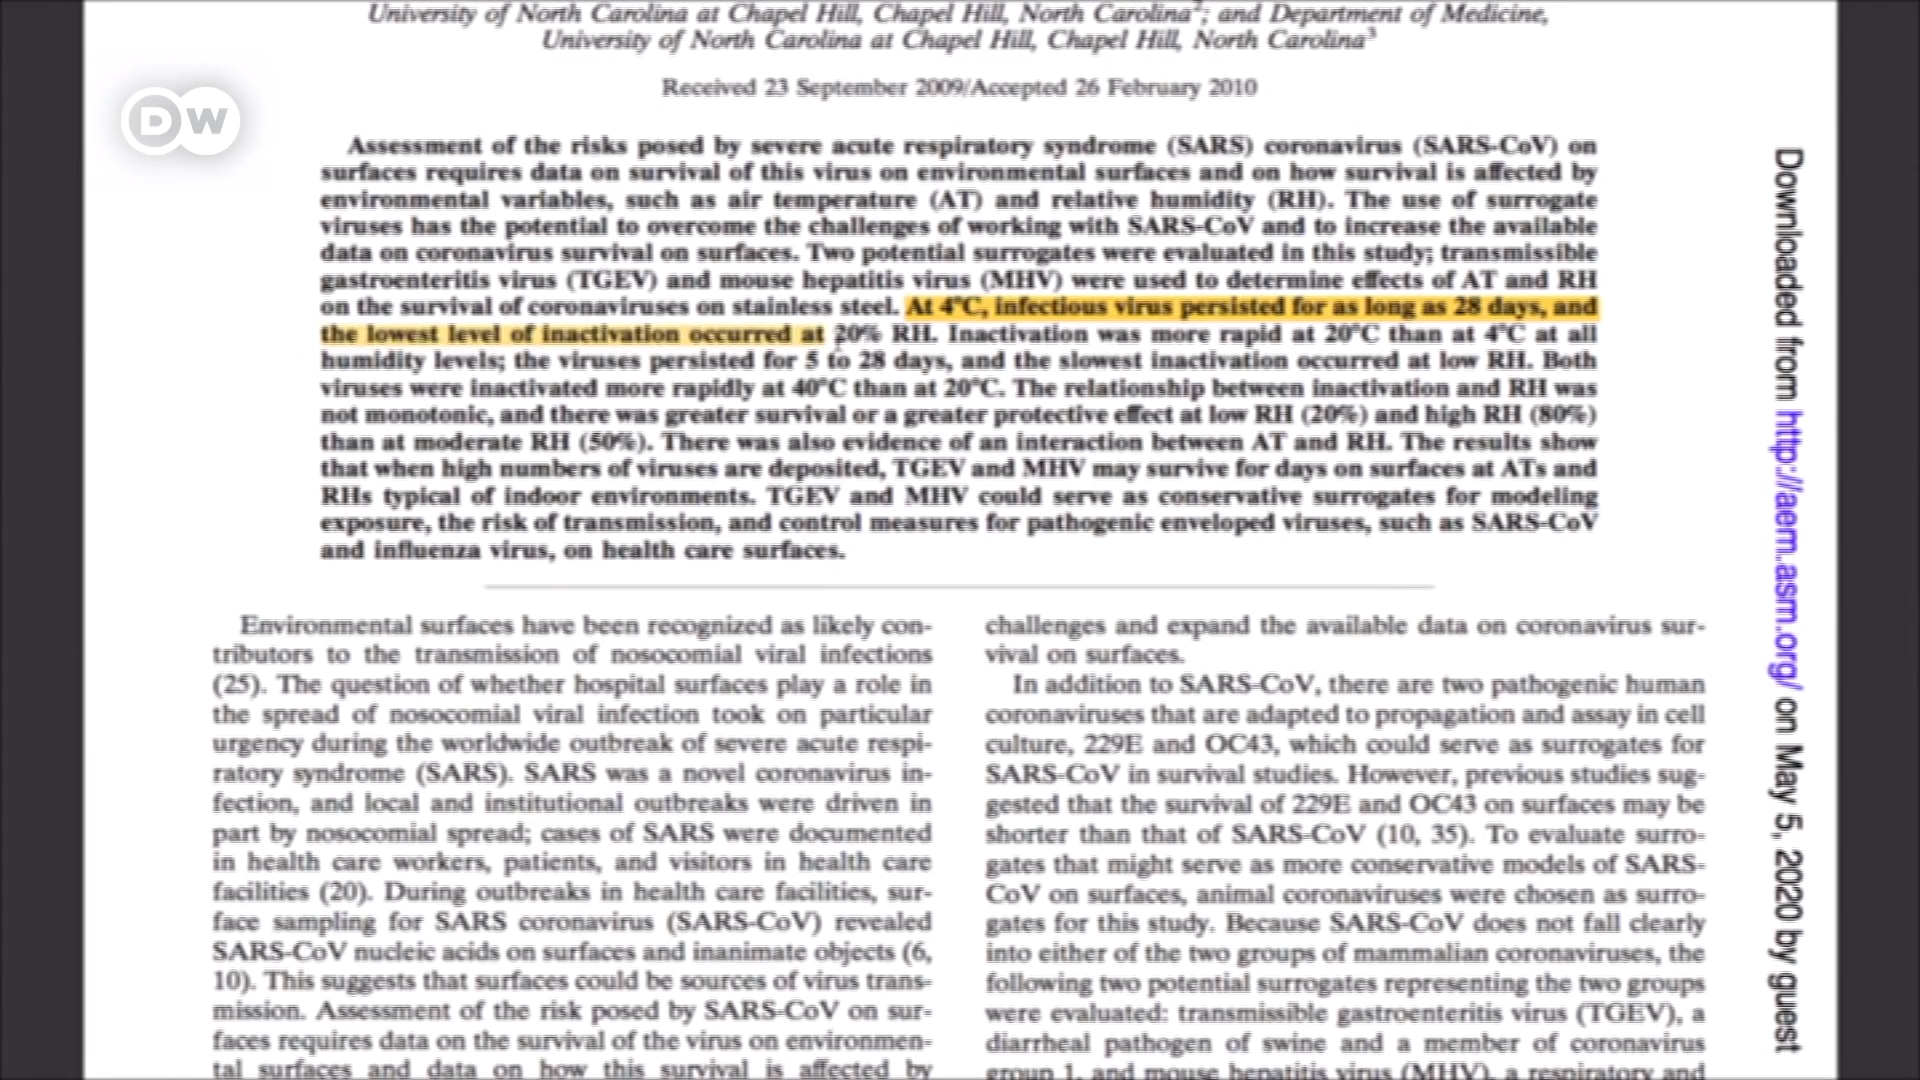 University of North Carolina at Chapel Hill, Chapel Hill, North Carolina²; and Department of Medicine,
University of North Carolina at Chapel Hill, Chapel Hill, North Carolina³
Received 23 September 2009/Accepted 26 February 2010
DW
Assessment of the risks posed by severe acute respiratory syndrome (SARS) coronavirus (SARS-CoV) on
surfaces requires data on survival of this virus on environmental surfaces and on how survival is affected by
environmental variables, such as air temperature (AT) and relative humidity (RH). The use of surrogate
viruses has the potential to overcome the challenges of working with SARS-CoV and to increase the available
data on coronavirus survival on surfaces. Two potential surrogates were evaluated in this study; transmissible
gastroenteritis virus (TGEV) and mouse hepatitis virus (MHV) were used to determine effects of AT and RH
on the survival of coronaviruses on stainless steel. At 4°C, infectious virus persisted for as long as 28 days, and
the lowest level of inactivation occurred at 20% RH. Inactivation was more rapid at 20°C than at 4°C at all
humidity levels; the viruses persisted for 5 to 28 days, and the slowest inactivation occurred at low RH. Both
viruses were inactivated more rapidly at 40°C than at 20°C. The relationship between inactivation and RH was
not monotonic, and there was greater survival or a greater protective effect at low RH (20%) and high RH (80%)
than at moderate RH (50%). There was also evidence of an interaction between AT and RH. The results show
that when high numbers of viruses are deposited, TGEV and MHV may survive for days on surfaces at ATs and
RHs typical of indoor environments. TGEV and MHV could serve as conservative surrogates for modeling
exposure, the risk of transmission, and control measures for pathogenic enveloped viruses, such as SARS-CoV
and influenza virus, on health care surfaces.
Environmental surfaces have been recognized as likely con-
tributors to the transmission of nosocomial viral infections
(25). The question of whether hospital surfaces play a role in
the spread of nosocomial viral infection took on particular
urgency during the worldwide outbreak of severe acute respi-
ratory syndrome (SARS). SARS was a novel coronavirus in-
fection, and local and institutional outbreaks were driven in
part by nosocomial spread; cases of SARS were documented
in health care workers, patients, and visitors in health care
facilities (20). During outbreaks in health care facilities, sur-
face sampling for SARS coronavirus (SARS-CoV) revealed
SARS-CoV nucleic acids on surfaces and inanimate objects (6,
10). This suggests that surfaces could be sources of virus trans-
mission. Assessment of the risk posed by SARS-CoV on sur-
faces requires data on the survival of the virus on environmen-
tal surfaces and data on how this survival is affected by
challenges and expand the available data on coronavirus sur-
vival on surfaces.
In addition to SARS-CoV, there are two pathogenic human
coronaviruses that are adapted to propagation and assay in cell
culture, 229E and OC43, which could serve as surrogates for
SARS-CoV in survival studies. However, previous studies sug-
gested that the survival of 229E and OC43 on surfaces may be
shorter than that of SARS-CoV (10, 35). To evaluate surro-
gates that might serve as more conservative models of SARS-
CoV on surfaces, animal coronaviruses were chosen as surro-
gates for this study. Because SARS-CoV does not fall clearly
into either of the two groups of mammalian coronaviruses, the
following two potential surrogates representing the two groups
were evaluated: transmissible gastroenteritis virus (TGEV), a
diarrheal pathogen of swine and a member of coronavirus
group 1, and mouse hepatitis virus (MHV), a respiratory and
Downloaded from http://aem.asm.org/ on May 5, 2020 by guest